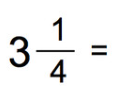 3 1/4 =